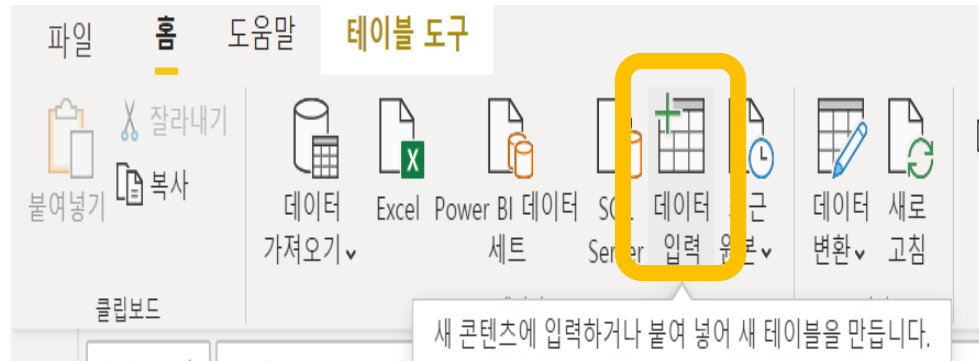 파일 홈 도움말 테이블 도구
잘라내기
복사
붙여넣기
데이터 Excel Power BI 데이터 데이터 데이터 새로
가져오기 세트 Server 입력 변환 고침
클립보드
새 콘텐츠에 입력하거나 붙여 넣어 새 테이블을 만듭니다.